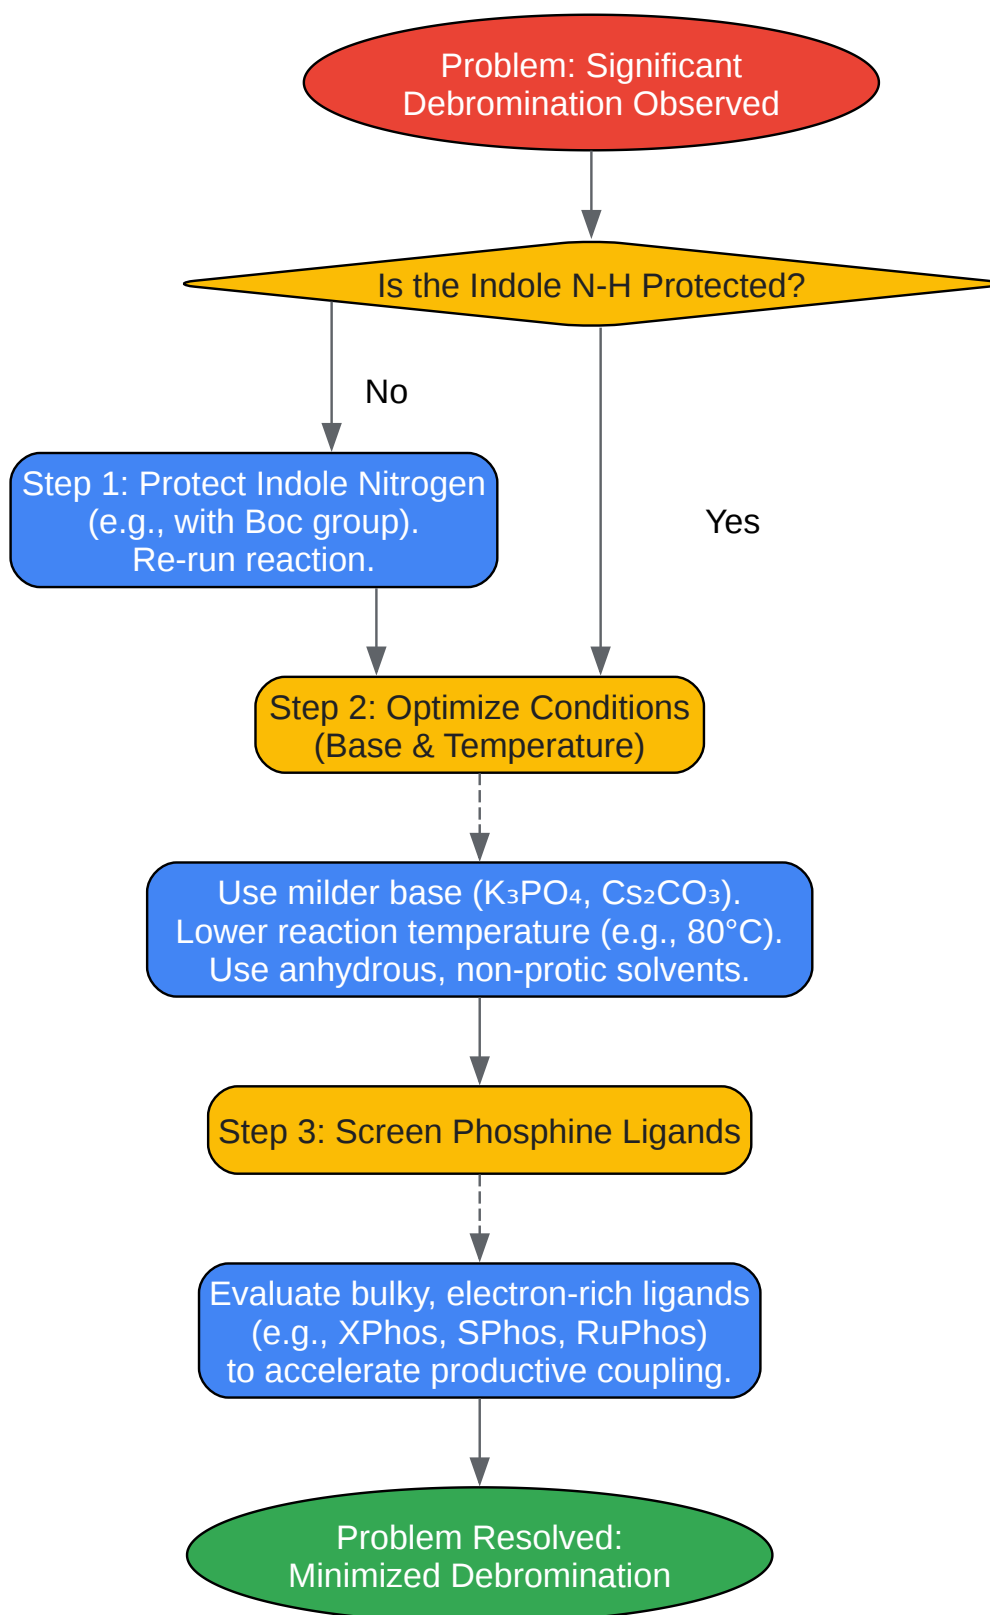 Problem: Significant
Debromination Observed
Is the Indole N-H Protected?
No
Step 1: Protect Indole Nitrogen
(e.g., with Boc group).
Re-run reaction.
Yes
Step 2: Optimize Conditions
(Base & Temperature)
Use milder base (K₃PO₄, Cs₂CO₃).
Lower reaction temperature (e.g., 80°C).
Use anhydrous, non-protic solvents.
Step 3: Screen Phosphine Ligands
Evaluate bulky, electron-rich ligands
(e.g., XPhos, SPhos, RuPhos)
to accelerate productive coupling.
Problem Resolved:
Minimized Debromination